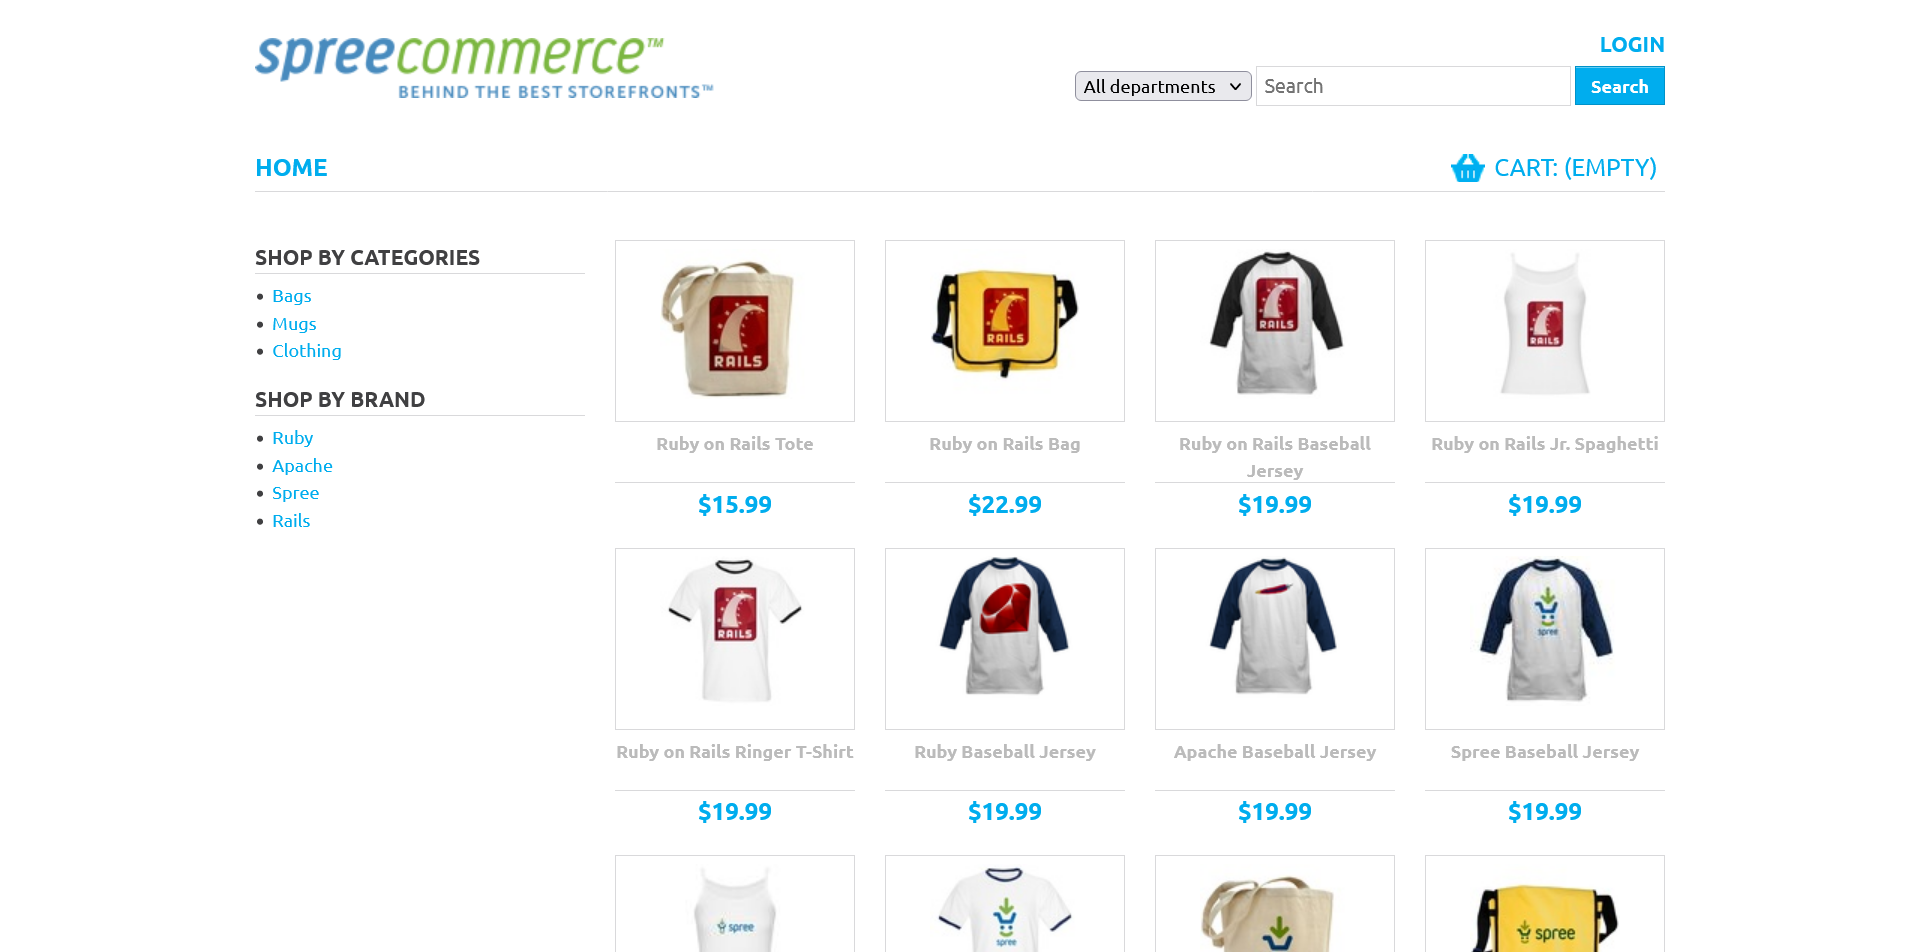 spreecommerce™
BEHIND THE BEST STOREFRONTS™
LOGIN
All departments
Search
Search
HOME
CART: (EMPTY)
SHOP BY CATEGORIES
Bags
Mugs
Clothing
SHOP BY BRAND
Ruby
Apache
Spree
Rails
RAILS
RAILS
RAILS
RAILS
Ruby on Rails Tote
Ruby on Rails Bag
Ruby on Rails Baseball
Jersey
Ruby on Rails Jr. Spaghetti
$15.99
$22.99
$19.99
$19.99
RAILS
spree
Ruby on Rails Ringer T-Shirt
Ruby Baseball Jersey
Apache Baseball Jersey
Spree Baseball Jersey
$19.99
$19.99
$19.99
$19.99
spree
spree
spree